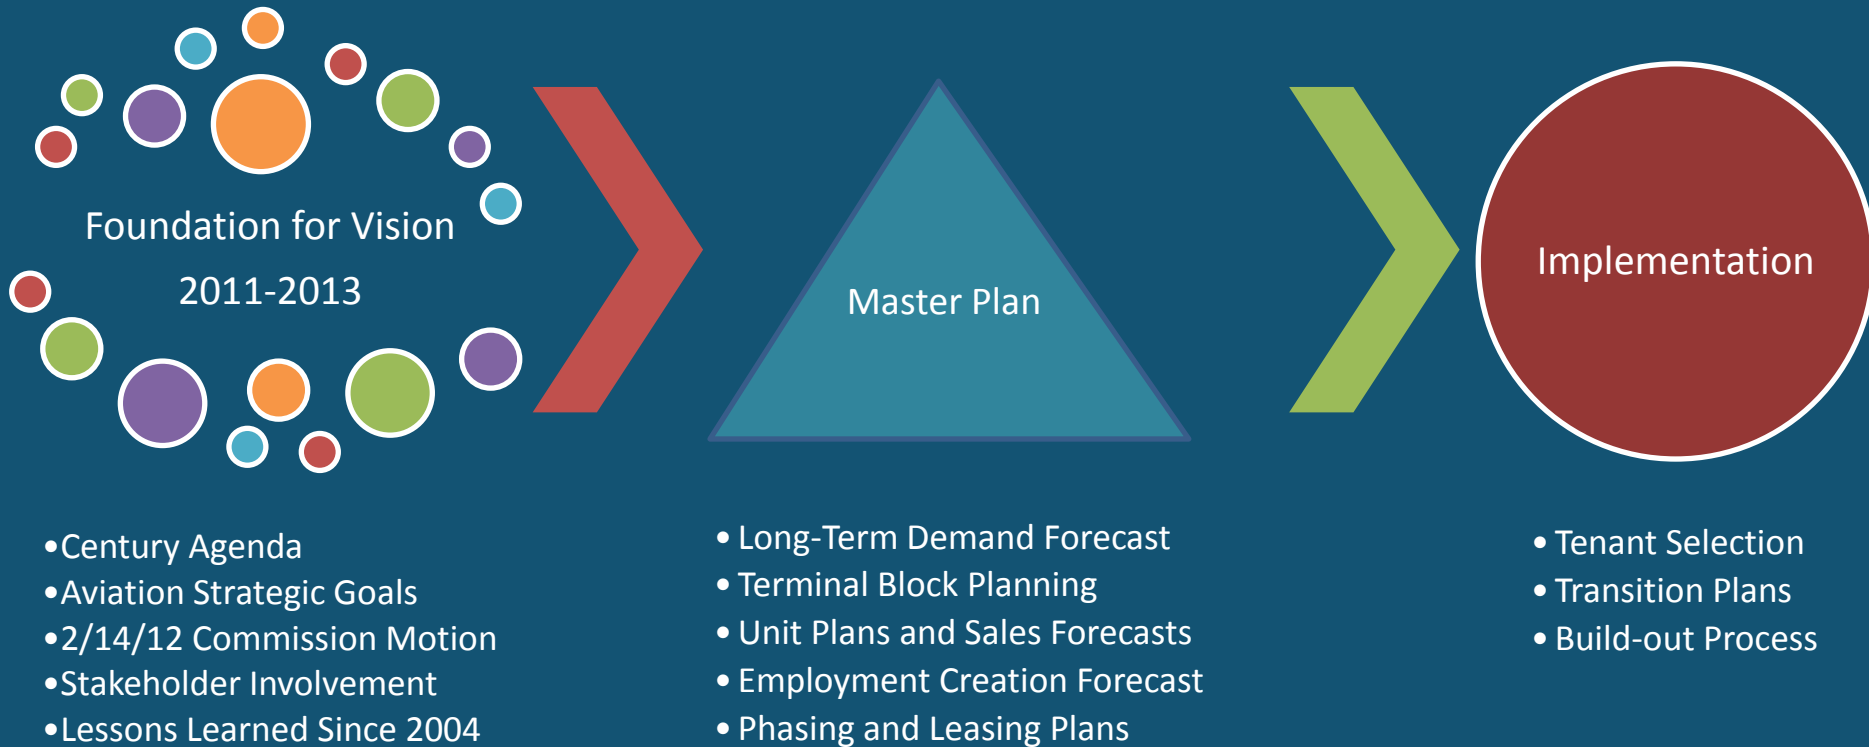 Foundation for Vision
2011-2013
•Century Agenda
•Aviation Strategic Goals
•2/14/12 Commission Motion
•Stakeholder Involvement
•Lessons Learned Since 2004
Master Plan
• Long-Term Demand Forecast
• Terminal Block Planning
• Unit Plans and Sales Forecasts
• Employment Creation Forecast
• Phasing and Leasing Plans
Implementation
• Tenant Selection
• Transition Plans
• Build-out Process